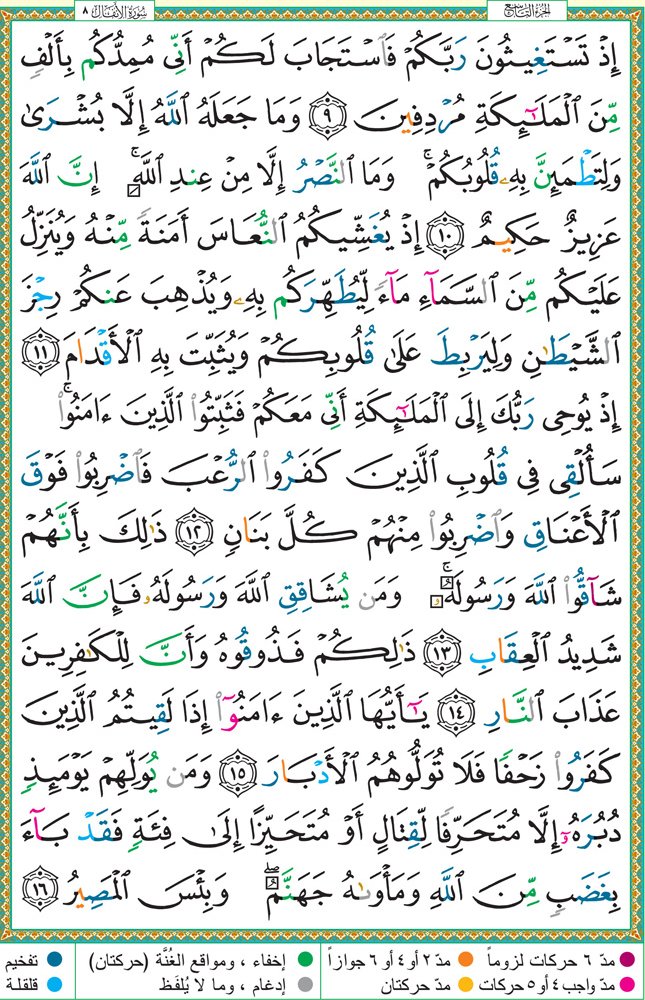 الجزء التاسع
سورة الأنفال ٨
إِذۡ تَسۡتَغِيثُونَ رَبَّكُمۡ فَٱسۡتَجَابَ لَكُمۡ أَنِّي مُمِدُّكُم بِأَلۡفٖ
مِّنَ ٱلۡمَلَٰٓئِكَةِ مُرۡدِفِينَ ٩ وَمَا جَعَلَهُ ٱللَّهُ إِلَّا بُشۡرَىٰ
وَلِتَطۡمَئِنَّ بِهِۦ قُلُوبُكُمۡۚ وَمَا ٱلنَّصۡرُ إِلَّا مِنۡ عِندِ ٱللَّهِۚ إِنَّ ٱللَّهَ
عَزِيزٌ حَكِيمٌ ١٠ إِذۡ يُغَشِّيكُمُ ٱلنُّعَاسَ أَمَنَةٗ مِّنۡهُ وَيُنَزِّلُ
عَلَيۡكُم مِّنَ ٱلسَّمَآءِ مَآءٗ لِّيُطَهِّرَكُم بِهِۦ وَيُذۡهِبَ عَنكُمۡ رِجۡزَ
ٱلشَّيۡطَٰنِ وَلِيَرۡبِطَ عَلَىٰ قُلُوبِكُمۡ وَيُثَبِّتَ بِهِ ٱلۡأَقۡدَامَ ١١
إِذۡ يُوحِي رَبُّكَ إِلَى ٱلۡمَلَٰٓئِكَةِ أَنِّي مَعَكُمۡ فَثَبِّتُواْ ٱلَّذِينَ ءَامَنُواْۚ
سَأُلۡقِي فِي قُلُوبِ ٱلَّذِينَ كَفَرُواْ ٱلرُّعۡبَ فَٱضۡرِبُواْ فَوۡقَ
ٱلۡأَعۡنَاقِ وَٱضۡرِبُواْ مِنۡهُمۡ كُلَّ بَنَانٖ ١٢ ذَٰلِكَ بِأَنَّهُمۡ
شَآقُّواْ ٱللَّهَ وَرَسُولَهُۥۚ وَمَن يُشَاقِقِ ٱللَّهَ وَرَسُولَهُۥ فَإِنَّ ٱللَّهَ
شَدِيدُ ٱلۡعِقَابِ ١٣ ذَٰلِكُمۡ فَذُوقُوهُ وَأَنَّ لِلۡكَٰفِرِينَ
عَذَابَ ٱلنَّارِ ١٤ يَٰٓأَيُّهَا ٱلَّذِينَ ءَامَنُوٓاْ إِذَا لَقِيتُمُ ٱلَّذِينَ
كَفَرُواْ زَحۡفٗا فَلَا تُوَلُّوهُمُ ٱلۡأَدۡبَارَ ١٥ وَمَن يُوَلِّهِمۡ يَوۡمَئِذٖ
دُبُرَهُۥٓ إِلَّا مُتَحَرِّفٗا لِّقِتَالٍ أَوۡ مُتَحَيِّزًا إِلَىٰ فِئَةٖ فَقَدۡ بَآءَ
بِغَضَبٖ مِّنَ ٱللَّهِ وَمَأۡوَىٰهُ جَهَنَّمُۖ وَبِئۡسَ ٱلۡمَصِيرُ ١٦
مدّ ٦ حركات لزوماً مدّ ٢ أو ٤ أو ٦ جوازاً إخفاء ، ومواقع الغُنَّة (حركتان) تفخيم
مدّ واجب ٤ أو ٥ حركات مدّ حركتان إدغام ، وما لا يُلفَظ قلقلة